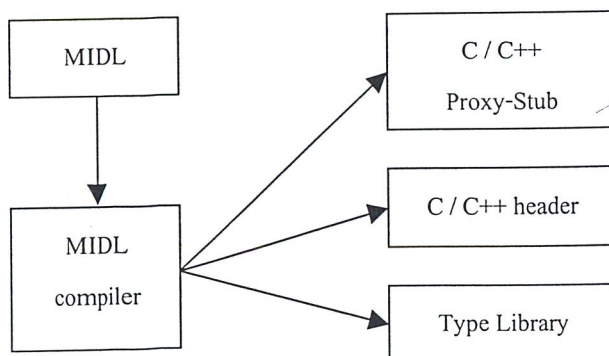 MIDL
MIDL
compiler
C / C++
Proxy-Stub
C / C++ header
Type Library